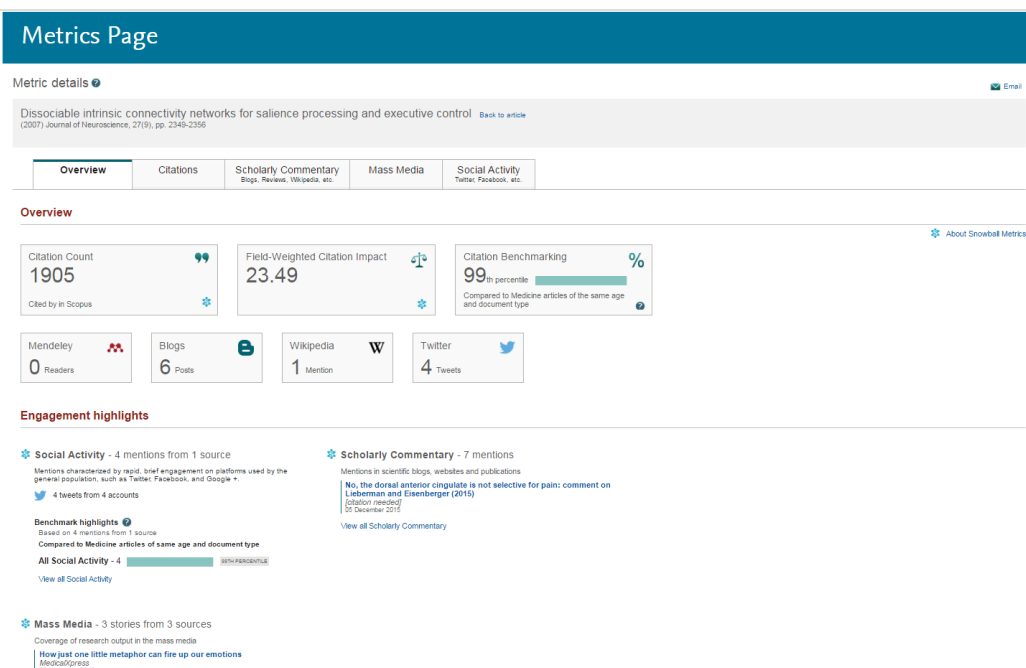 Metrics Page
Metric details ?
Email
Dissociable intrinsic connectivity networks for salience processing and executive control Back to article
(2007) Journal of Neuroscience, 27(9), pp. 2349-2356
Overview
Citations
Scholarly Commentary
Blogs, Reviews, Wikipedia, etc.
Mass Media
Social Activity
Twitter, Facebook, etc.
Overview
About Snowball Metrics
Citation Count
1905
Cited by in Scopus
Field-Weighted Citation Impact
23.49
Citation Benchmarking
%
99th percentile
Compared to Medicine articles of the same age
and document type
?
Mendeley
0 Readers
Blogs
6 Posts
Wikipedia W
1 Mention
Twitter
4 Tweets
Engagement highlights
Social Activity - 4 mentions from 1 source
Mentions characterized by rapid, brief engagement on platforms used by the
general population, such as Twitter, Facebook, and Google +.
4 tweets from 4 accounts
Benchmark highlights ?
Based on 4 mentions from 1 source
Compared to Medicine articles of same age and document type
All Social Activity - 4
PERCENTILE
View all Social Activity
Scholarly Commentary - 7 mentions
Mentions in scientific blogs, websites and publications
No, the dorsal anterior cingulate is not selective for pain: comment on
Lieberman and Eisenberger (2015)
[citation needed]
05 December 2015
View all Scholarly Commentary
Mass Media - 3 stories from 3 sources
Coverage of research output in the mass media
How just one little metaphor can fire up our emotions
MedicalXpress